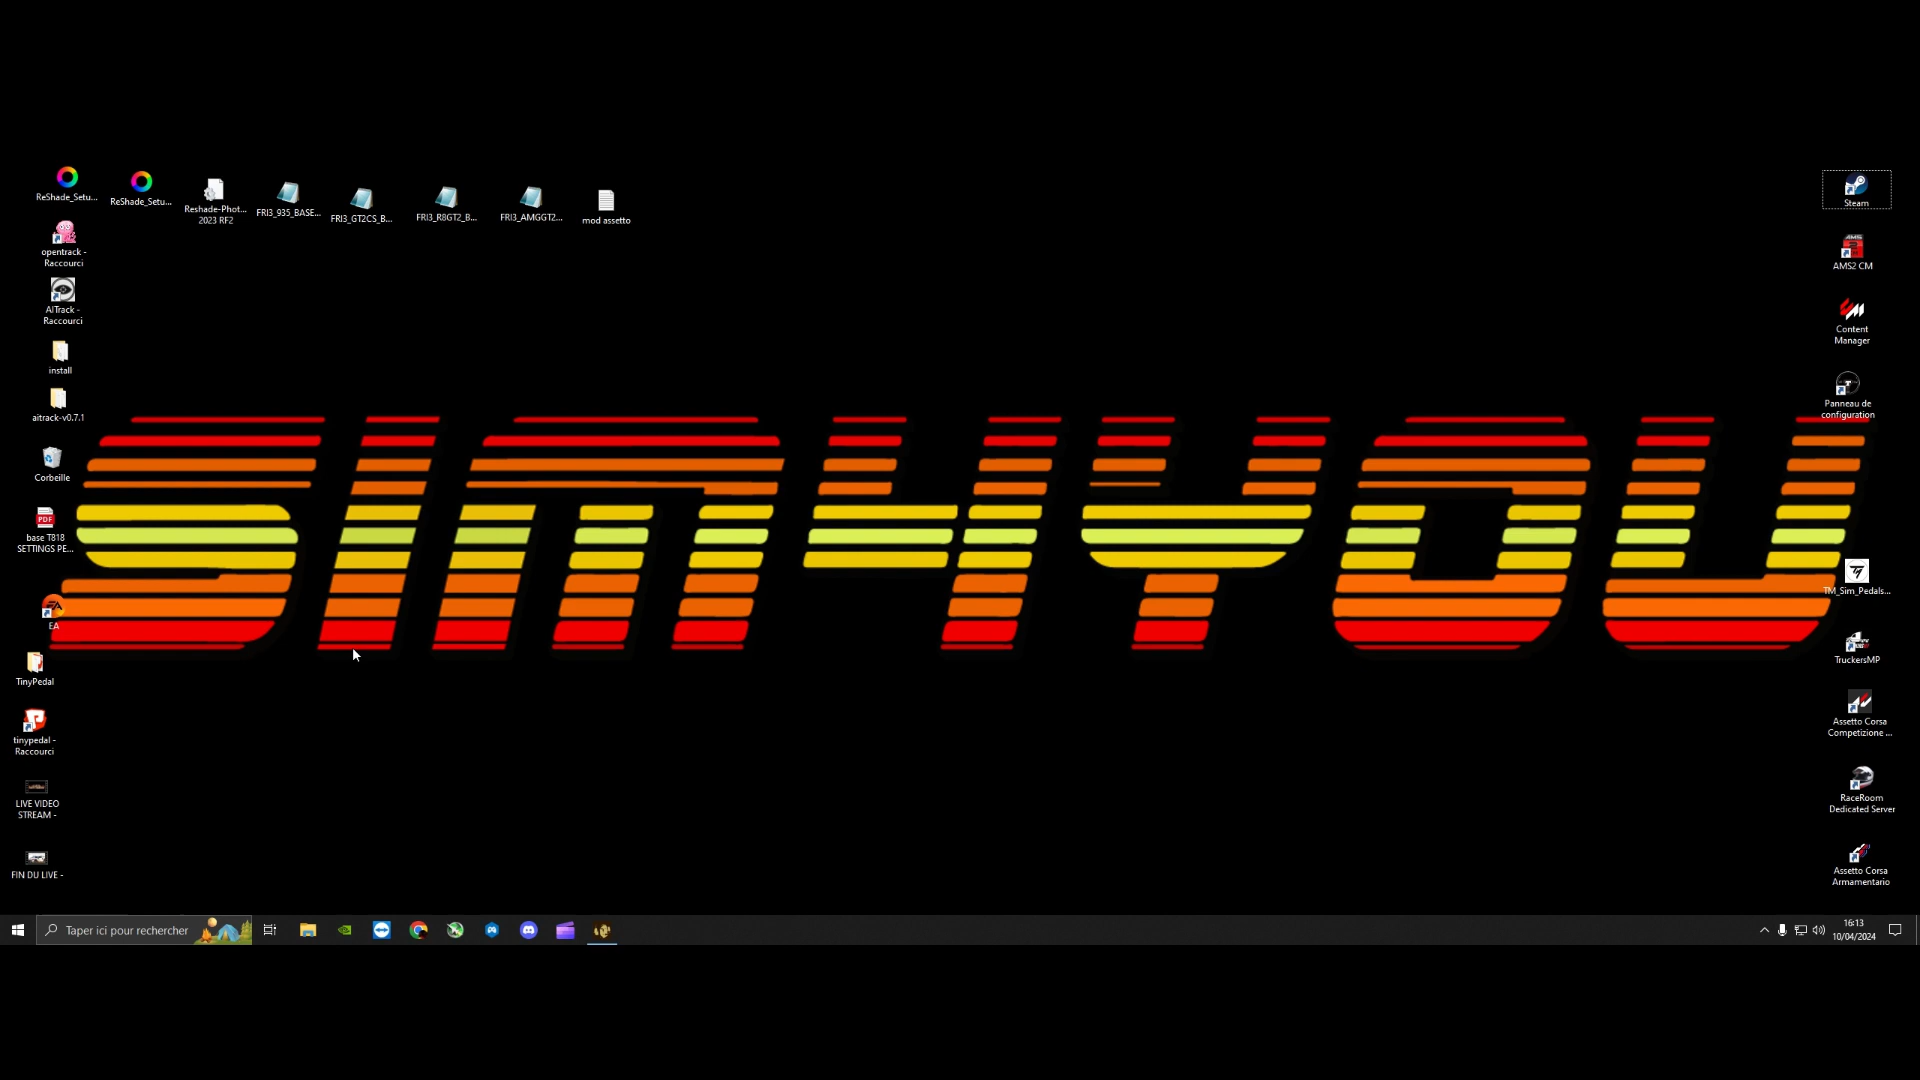 ReShade_Setu...
ReShade_Setu...
Reshade-Phot...
2023 RF2
FRI3_935_BASE...
FRI3_GT2CS_B...
FRI3_R8GT2_B...
FRI3_AMGGT2...
mod assetto
Steam
opentrack -
Raccourci
AMS2 CM
AITrack -
Raccourci
Content
Manager
install
aitrack-v0.7.1
Panneau de
configuration
Corbeille
SIM4YOU
PDF
base T818
SETTINGS PE...
TM_Sim_Pedals...
EA
TruckersMP
TinyPedal
tinypedal -
Raccourci
Assetto Corsa
Competizione ...
LIVE VIDEO
STREAM -
RaceRoom
Dedicated Server
FIN DU LIVE -
Assetto Corsa
Armamentario
Taper ici pour rechercher
16:13
10/04/2024